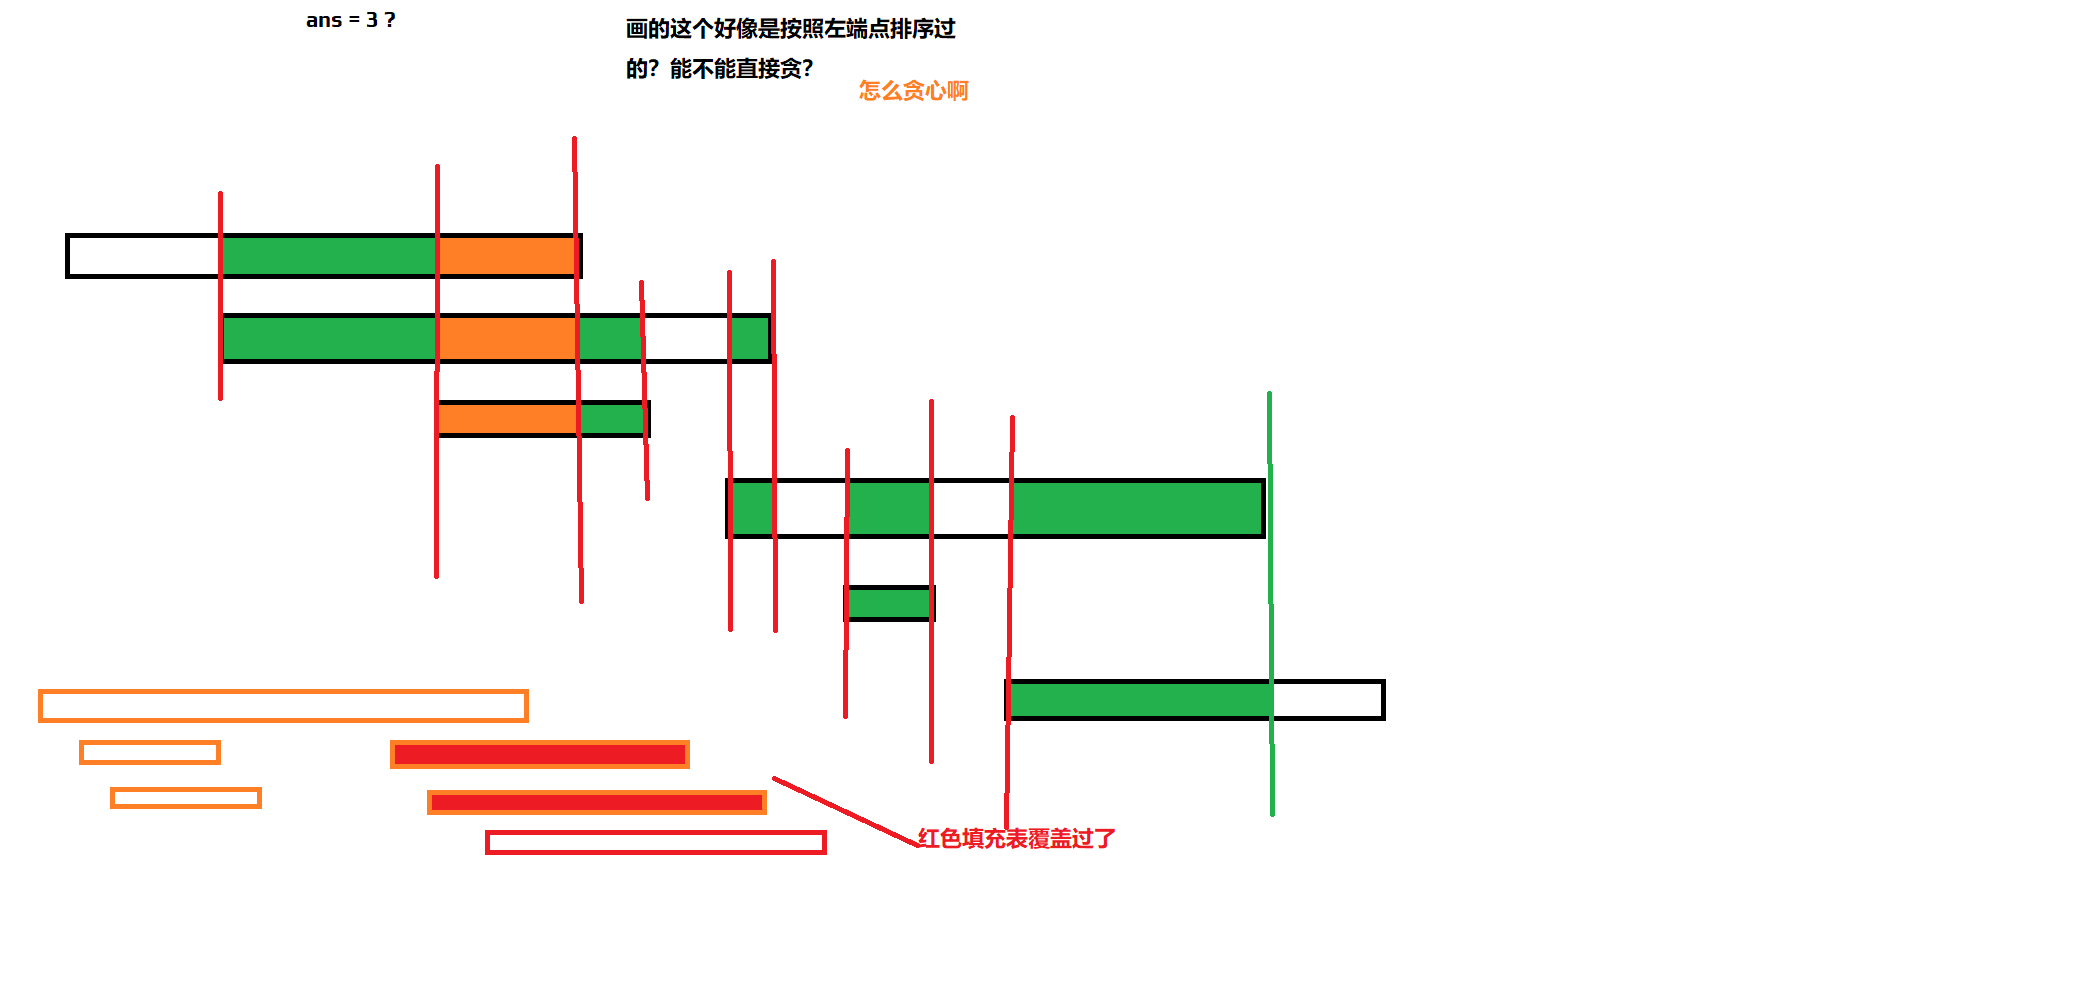 ans = 3 ?
画的这个好像是按照左端点排序过
的？能不能直接贪？
怎么贪心啊
红色填充表覆盖过了